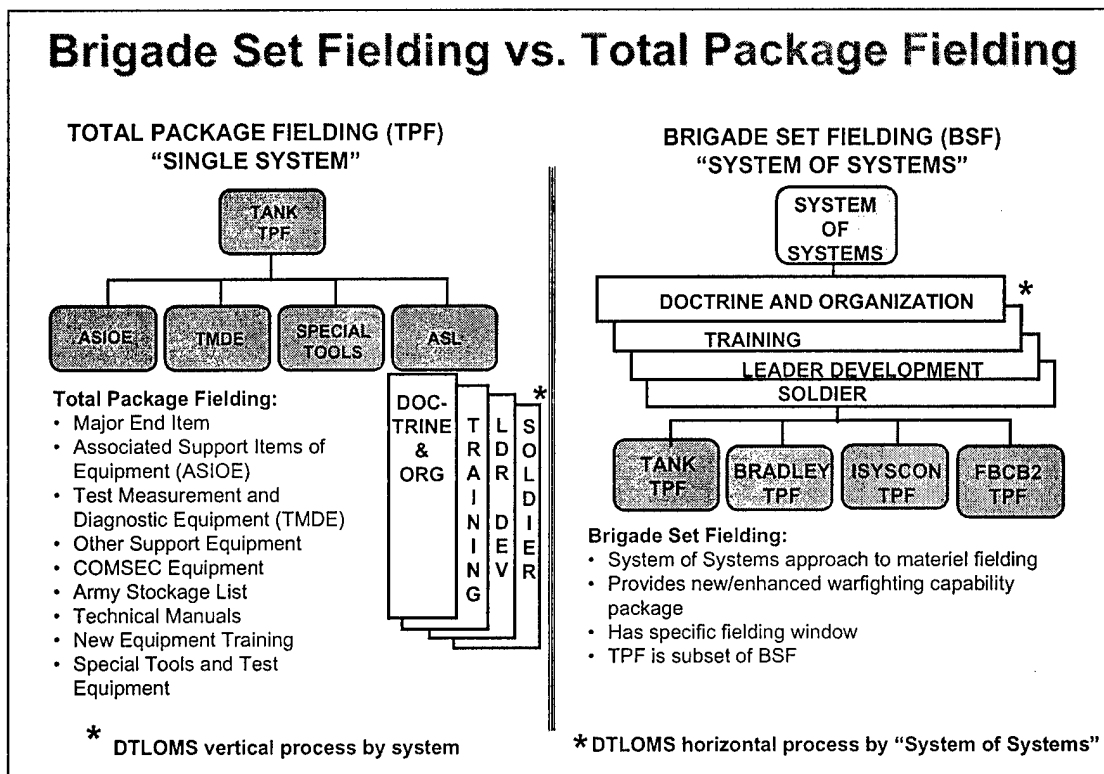 Brigade Set Fielding vs. Total Package Fielding
TOTAL PACKAGE FIELDING (TPF)
“SINGLE SYSTEM”
TANK
TPF
ASIOE
TMDE
SPECIAL
TOOLS
ASL
DOC-
TRINE
&
ORG
TRAINING
LDR DEV
SOLDIER
*
Total Package Fielding:
• Major End Item
• Associated Support Items of
Equipment (ASIOE)
• Test Measurement and
Diagnostic Equipment (TMDE)
• Other Support Equipment
• COMSEC Equipment
• Army Stockage List
• Technical Manuals
• New Equipment Training
• Special Tools and Test
Equipment
* DTLOMS vertical process by system
BRIGADE SET FIELDING (BSF)
“SYSTEM OF SYSTEMS”
SYSTEM
OF
SYSTEMS
*
DOCTRINE AND ORGANIZATION
TRAINING
LEADER DEVELOPMENT
SOLDIER
TANK
TPF
BRADLEY
TPF
ISYSCON
TPF
FBCB2
TPF
Brigade Set Fielding:
• System of Systems approach to materiel fielding
• Provides new/enhanced warfighting capability
package
• Has specific fielding window
• TPF is subset of BSF
* DTLOMS horizontal process by “System of Systems”